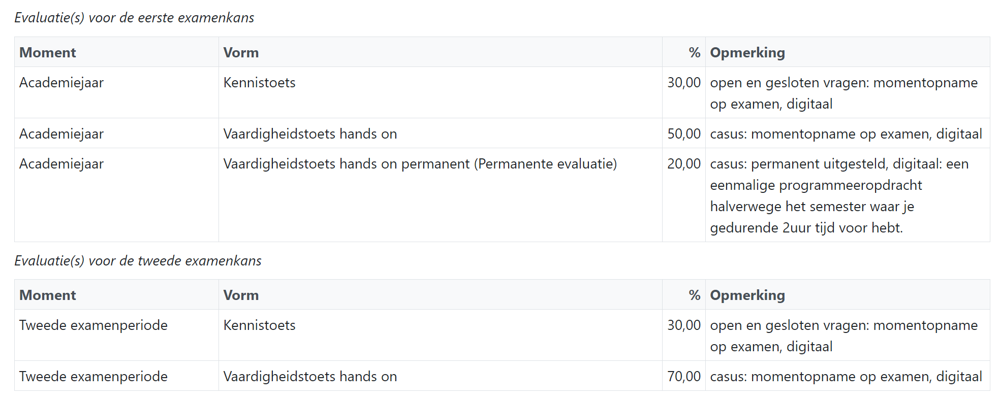 Evaluatie(s) voor de eerste examenkans
Moment Vorm % Opmerking
Academiejaar Kennistoets 30,00 open en gesloten vragen: momentopname
op examen, digitaal
Academiejaar Vaardigheidstoets hands on 50,00 casus: momentopname op examen, digitaal
Academiejaar Vaardigheidstoets hands on permanent (Permanente evaluatie) 20,00 casus: permanent uitgesteld, digitaal: een
eenmalige programmeeropdracht
halverwege het semester waar je
gedurende 2uur tijd voor hebt.
Evaluatie(s) voor de tweede examenkans
Moment Vorm % Opmerking
Tweede examenperiode Kennistoets 30,00 open en gesloten vragen: momentopname
op examen, digitaal
Tweede examenperiode Vaardigheidstoets hands on 70,00 casus: momentopname op examen, digitaal